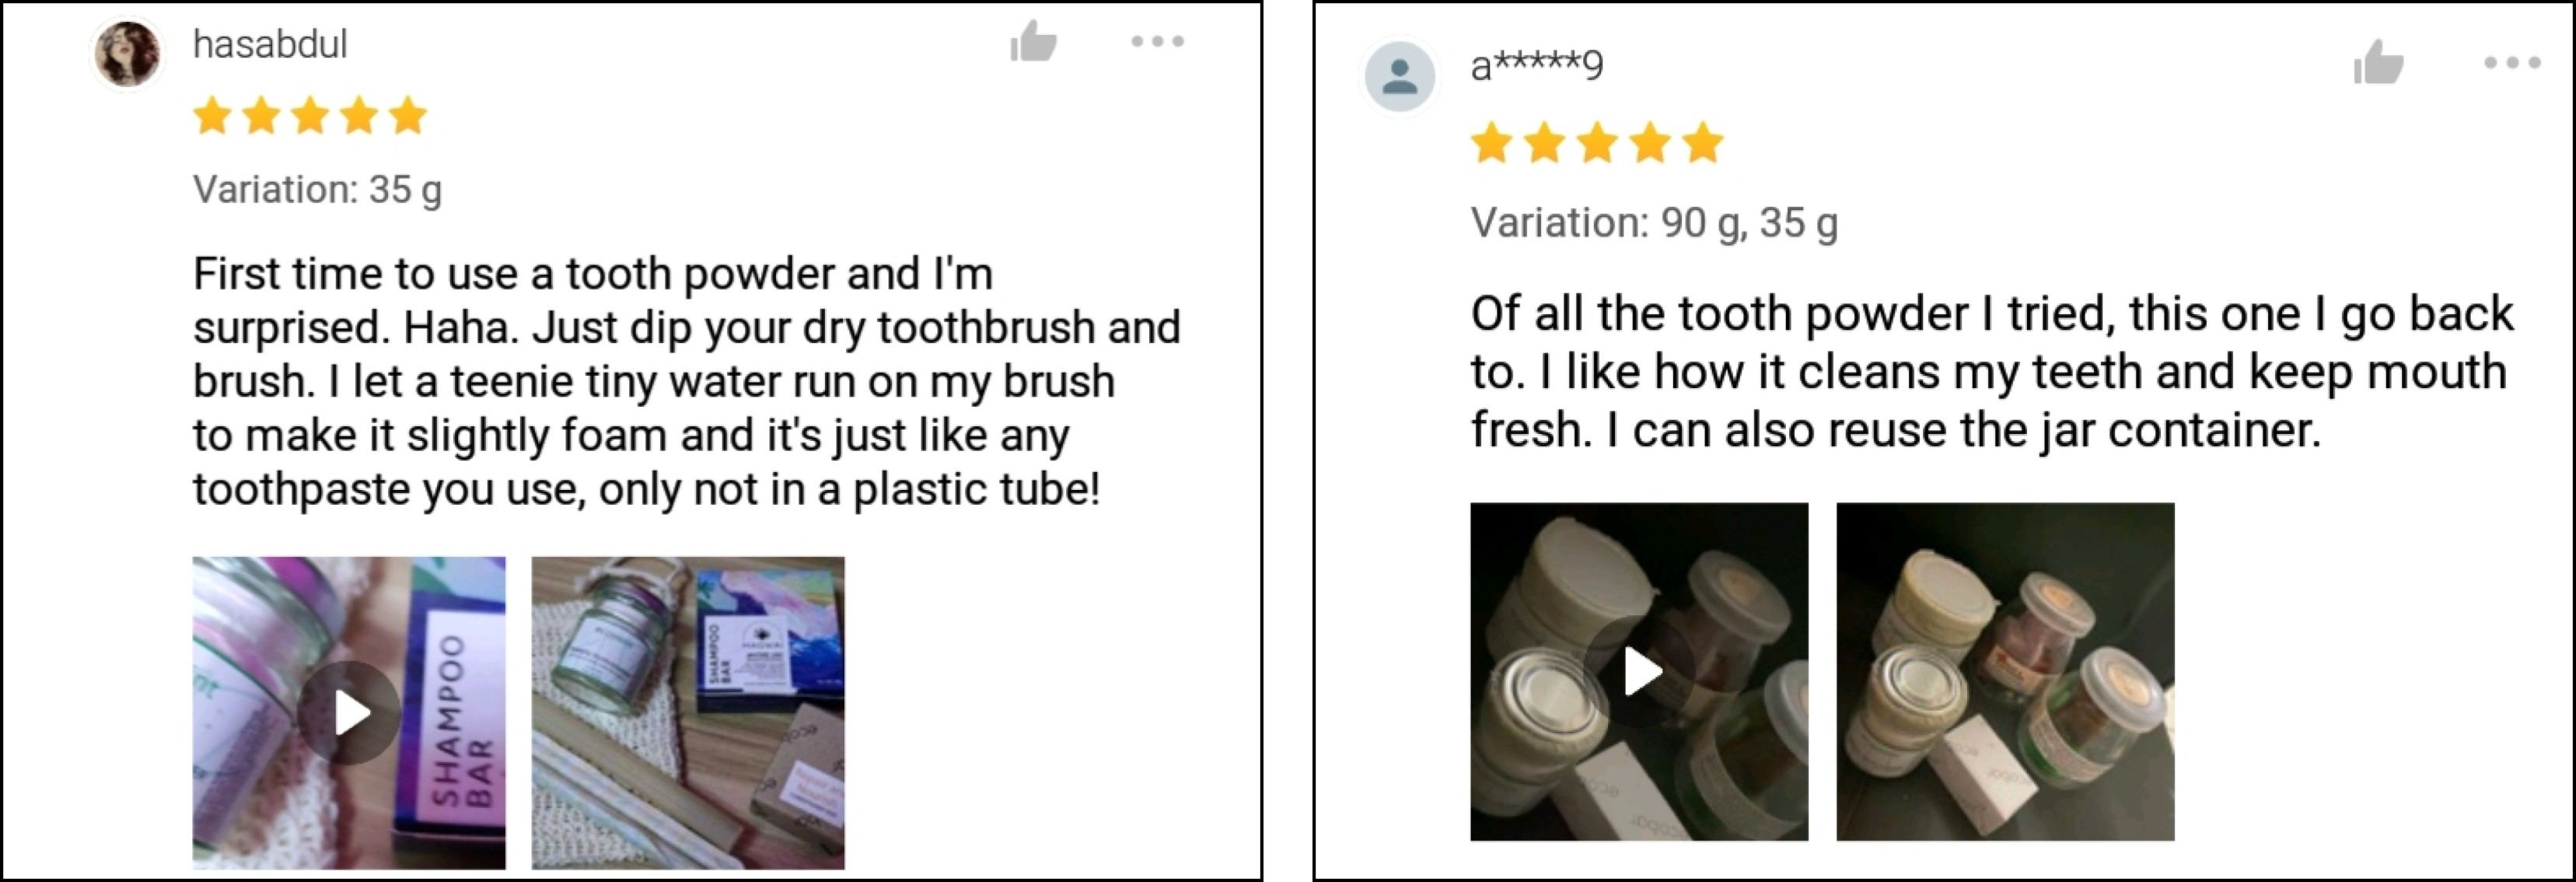 hasabdul
Variation: 35 g
First time to use a tooth powder and I'm
surprised. Haha. Just dip your dry toothbrush and
brush. I let a teenie tiny water run on my brush
to make it slightly foam and it's just like any
toothpaste you use, only not in a plastic tube!
SHAMPOO
BAR
SHAMPOO
BAR
ecobar
a*****9
Variation: 90 g, 35 g
Of all the tooth powder I tried, this one I go back
to. I like how it cleans my teeth and keep mouth
fresh. I can also reuse the jar container.
ecobar
ecobar